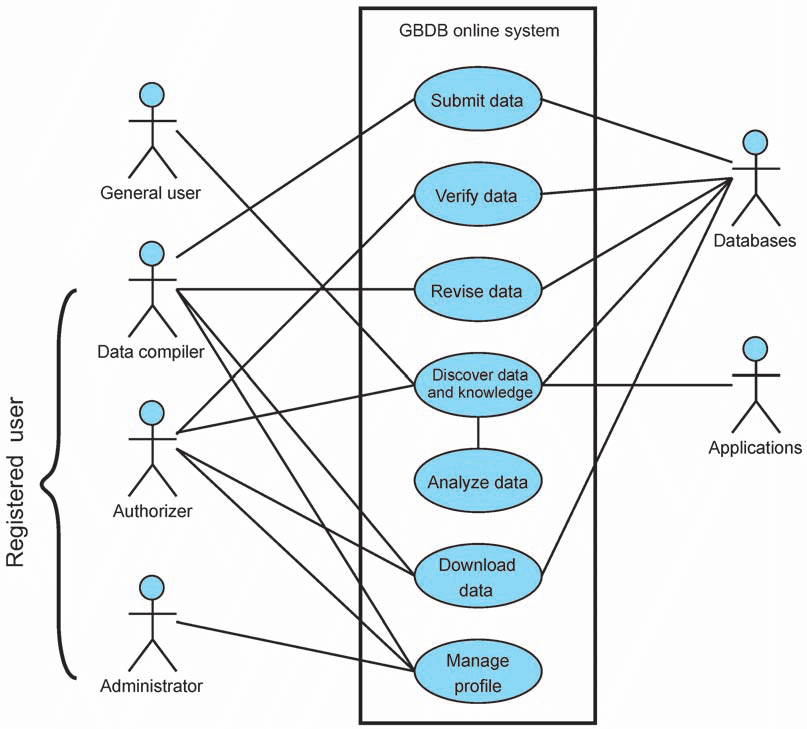 GBDB online system
Submit data
General user
Verify data
Databases
Data compiler
Revise data
Discover data
and knowledge
Applications
Registered user
Authorizer
Analyze data
Download
data
Administrator
Manage
profile